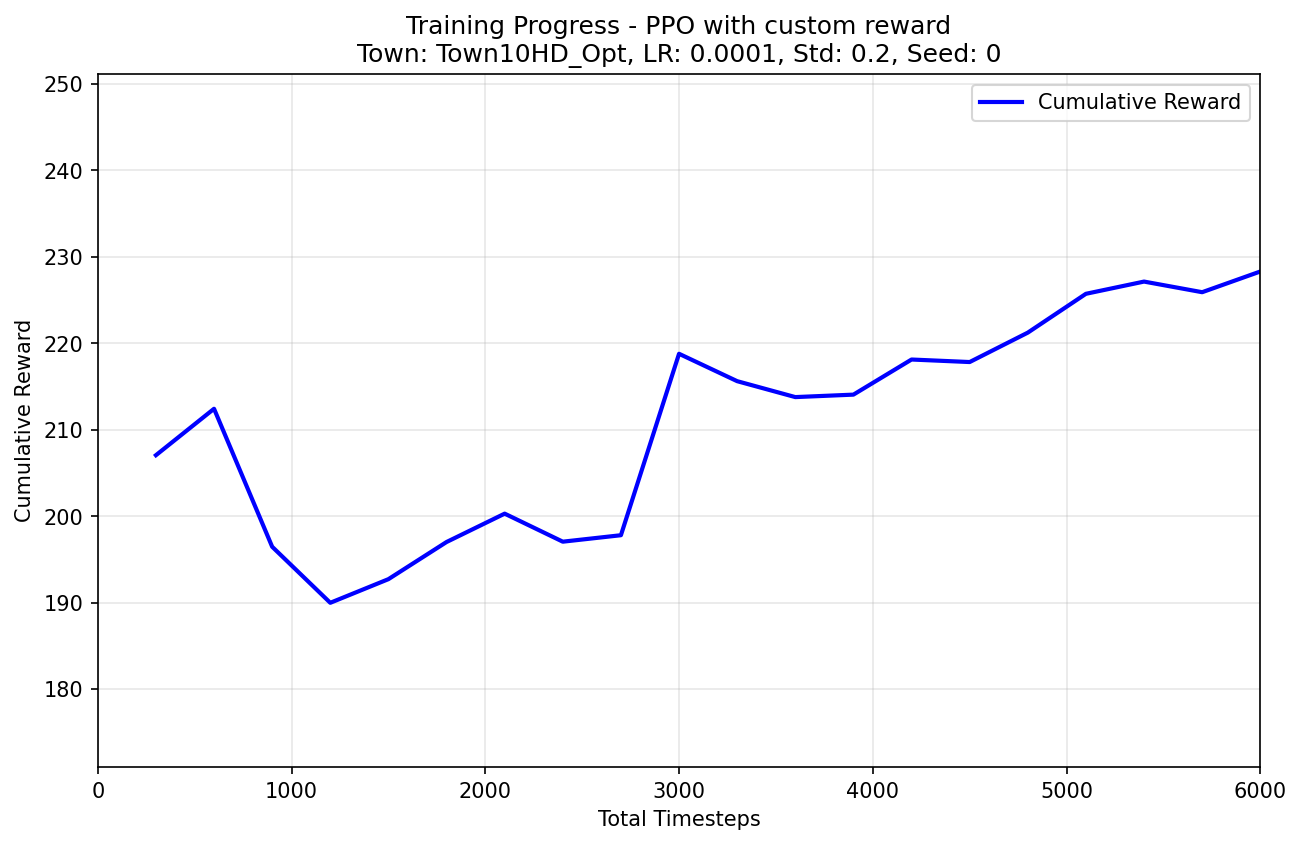 Training Progress - PPO with custom reward
Town: Town10HD_Opt, LR: 0.0001, Std: 0.2, Seed: 0
Cumulative Reward
250
240
230
220
210
200
190
180
Cumulative Reward
0 1000 2000 3000 4000 5000 6000
Total Timesteps